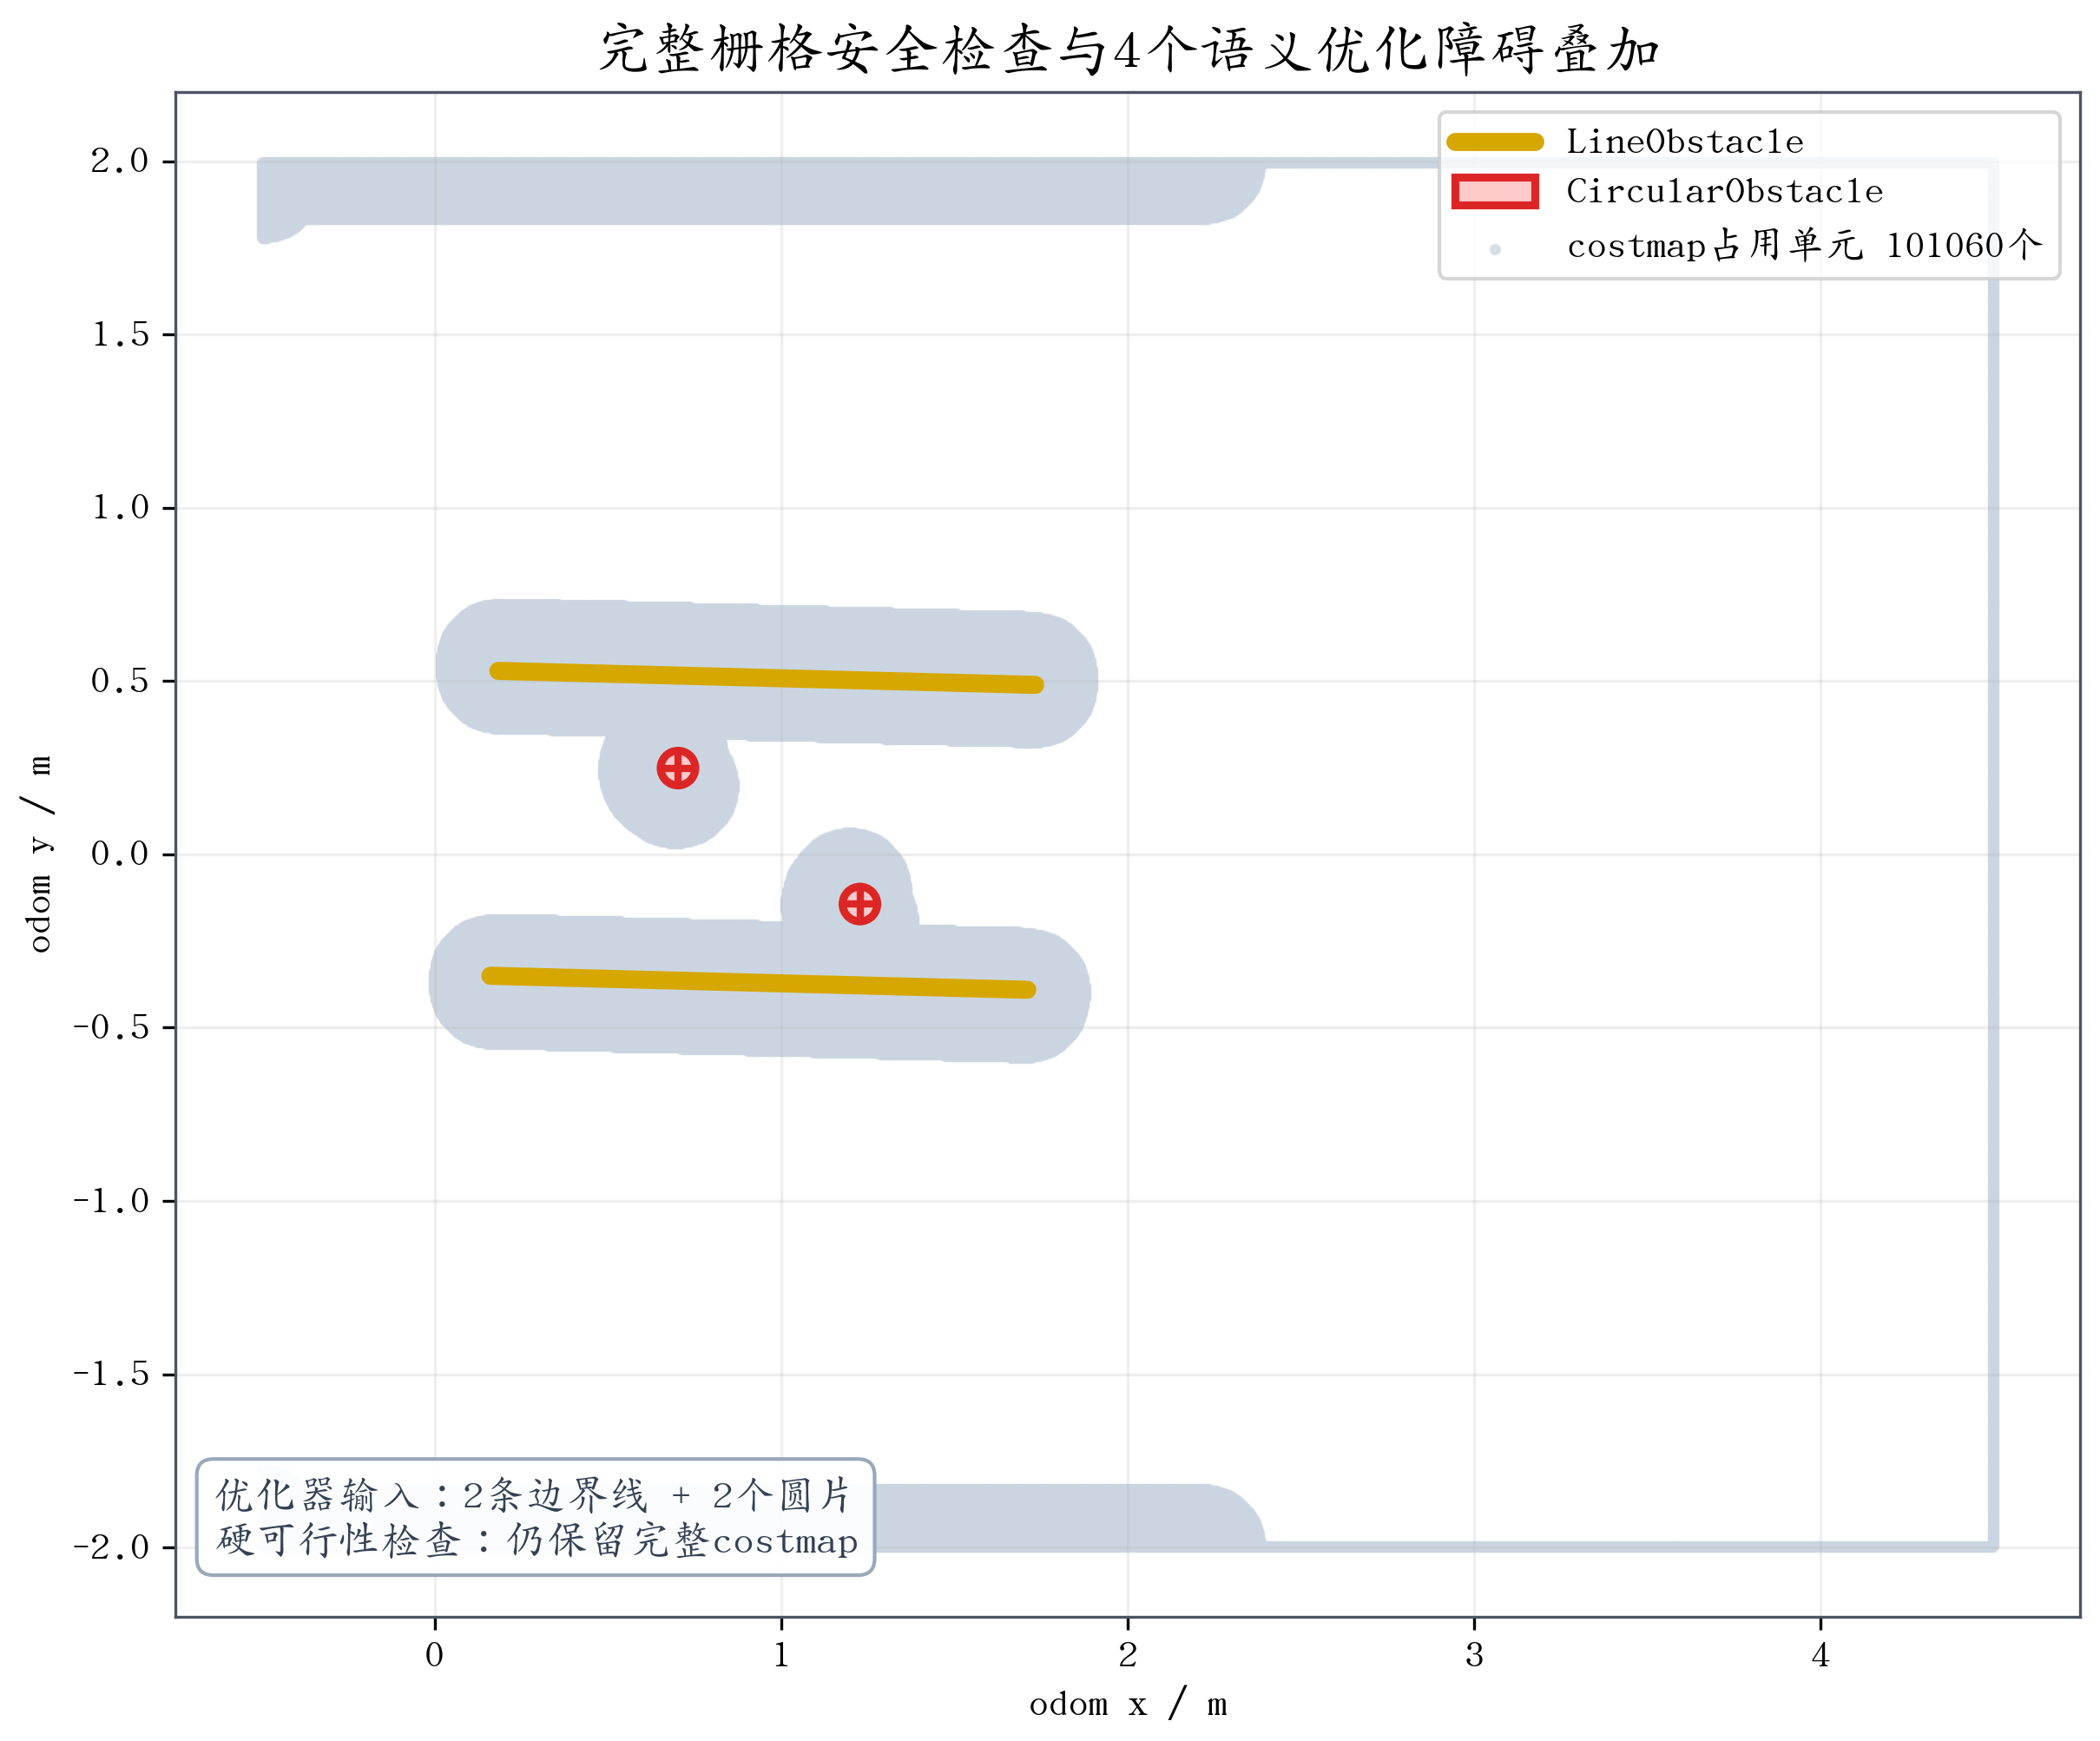 完整栅格安全检查与4个语义优化障碍叠加
LineObstacle
CircularObstacle
costmap占用单元 101060个
2.0
1.5
1.0
0.5
0.0
-0.5
-1.0
-1.5
-2.0
odom y / m
优化器输入：2条边界线 + 2个圆片
硬可行性检查：仍保留完整costmap
0
1
2
3
4
odom x / m